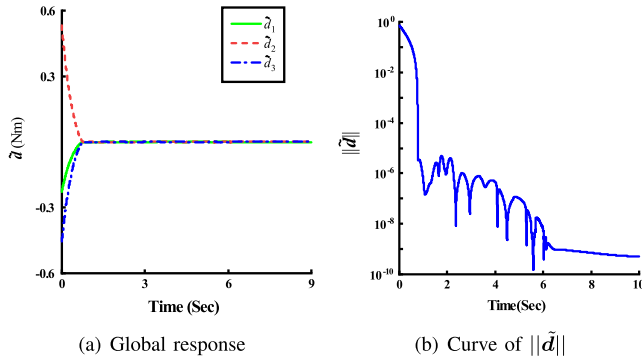 0.6
0.3
-0.3
-0.6
0
3
6
9
d̃ (Nm)
Time (Sec)
d̃₁
d̃₂
d̃₃
(a) Global response
10⁰
10⁻²
10⁻⁴
10⁻⁶
10⁻⁸
10⁻¹⁰
0
2
4
6
8
10
||d̃||
Time(Sec)
(b) Curve of ||d̃||